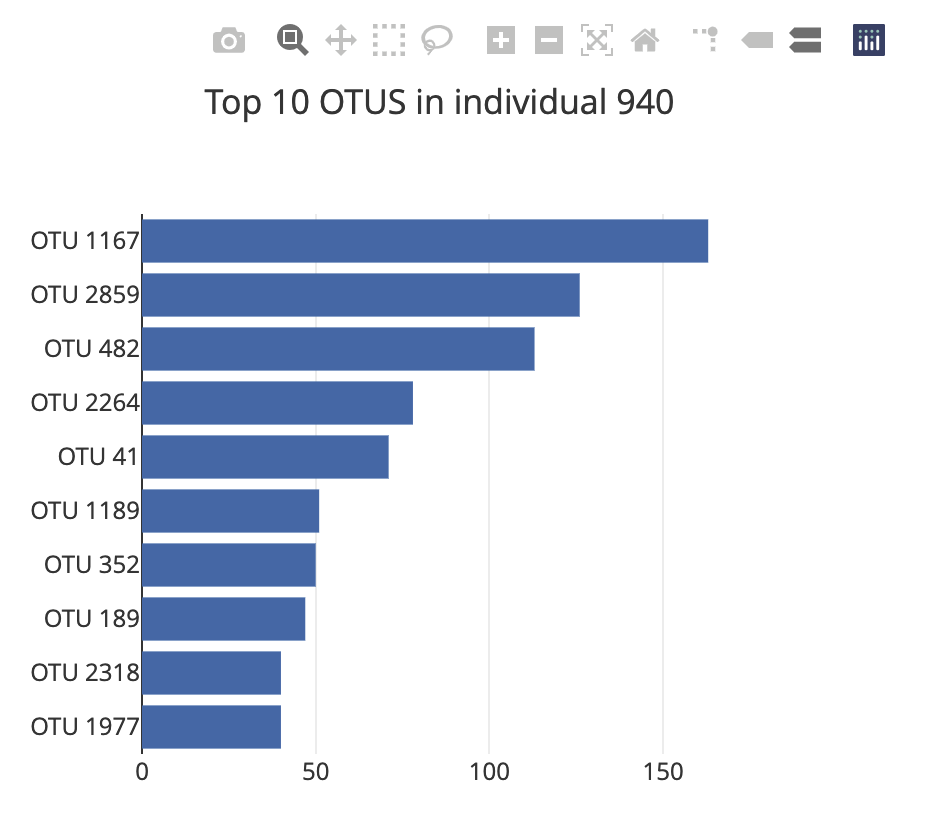 Top 10 OTUS in individual 940
OTU 1167
OTU 2859
OTU 482
OTU 2264
OTU 41
OTU 1189
OTU 352
OTU 189
OTU 2318
OTU 1977
0 50 100 150